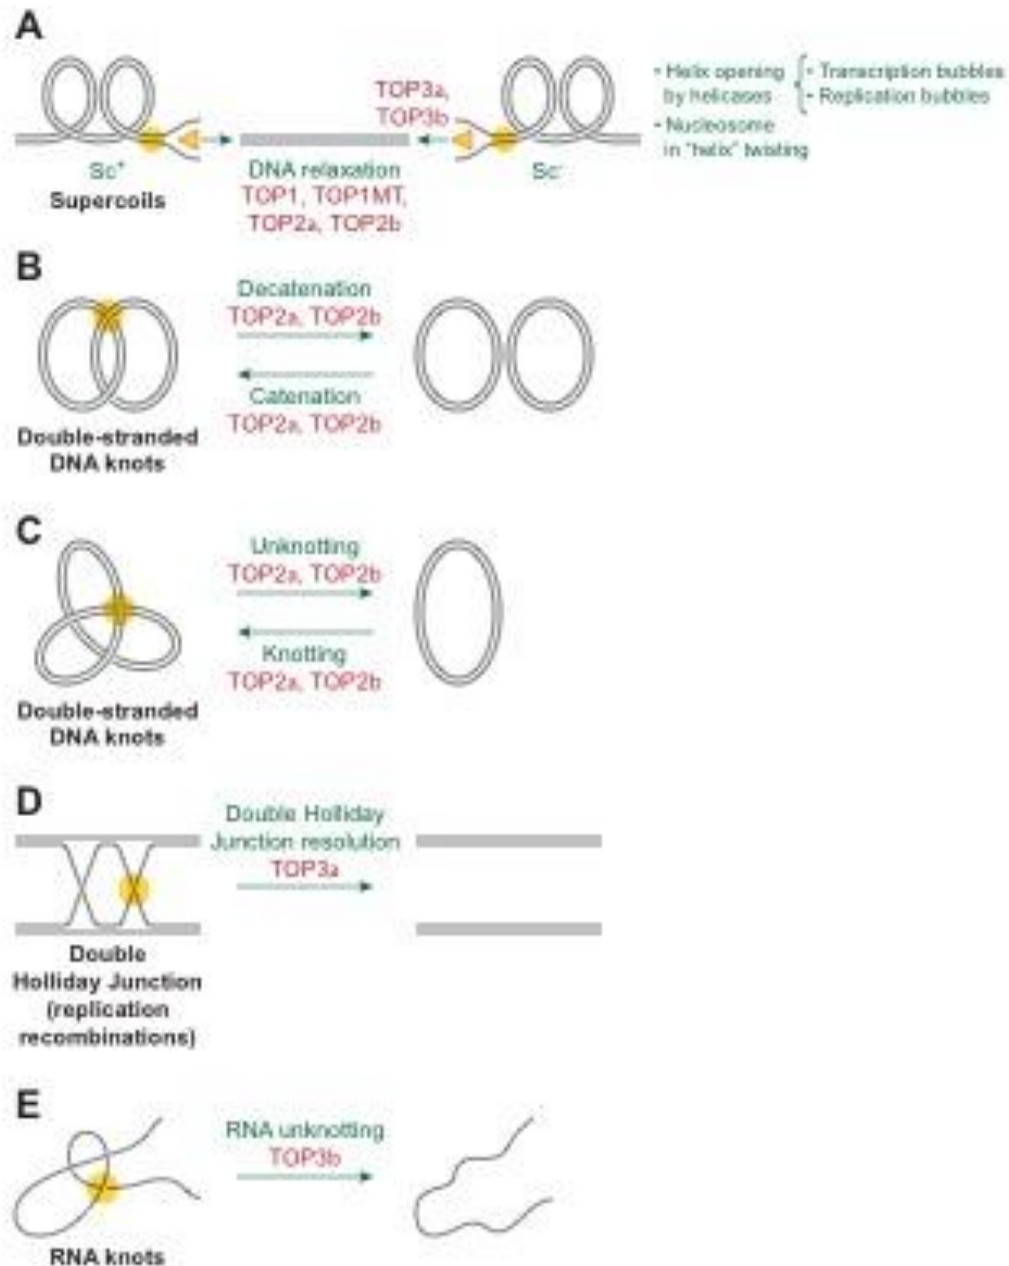 A
TOP3a,
TOP3b
• Helix opening
by helicases
• Transcription bubbles
• Replication bubbles
• Nucleosome
in "helix" twisting
Sc⁺
Supercoils
DNA relaxation
TOP1, TOP1MT,
TOP2a, TOP2b
Sc⁻
B
Decatenation
TOP2a, TOP2b
Catenation
TOP2a, TOP2b
Double-stranded
DNA knots
C
Unknotting
TOP2a, TOP2b
Knotting
TOP2a, TOP2b
Double-stranded
DNA knots
D
Double Holliday
Junction resolution
TOP3a
Double
Holliday Junction
(replication
recombinations)
E
RNA unknotting
TOP3b
RNA knots